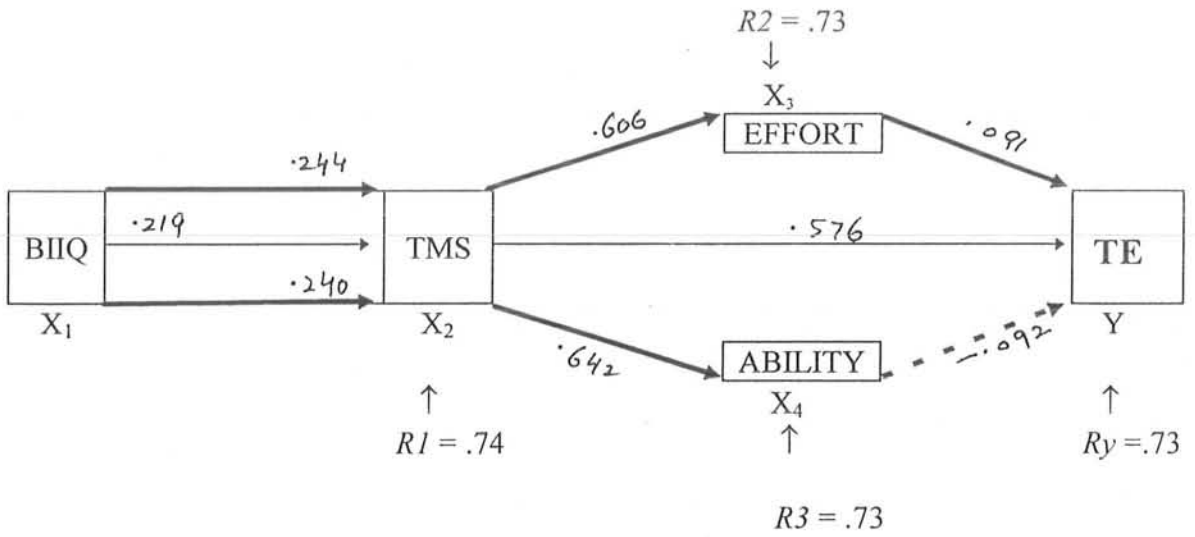 R2 = .73
↓
X₃
EFFORT
.606
.091
.244
.219
.240
BIIQ
X₁
TMS
X₂
.576
TE
Y
.642
ABILITY
X₄
-.092
↑
R1 = .74
↑
R3 = .73
↑
Ry = .73